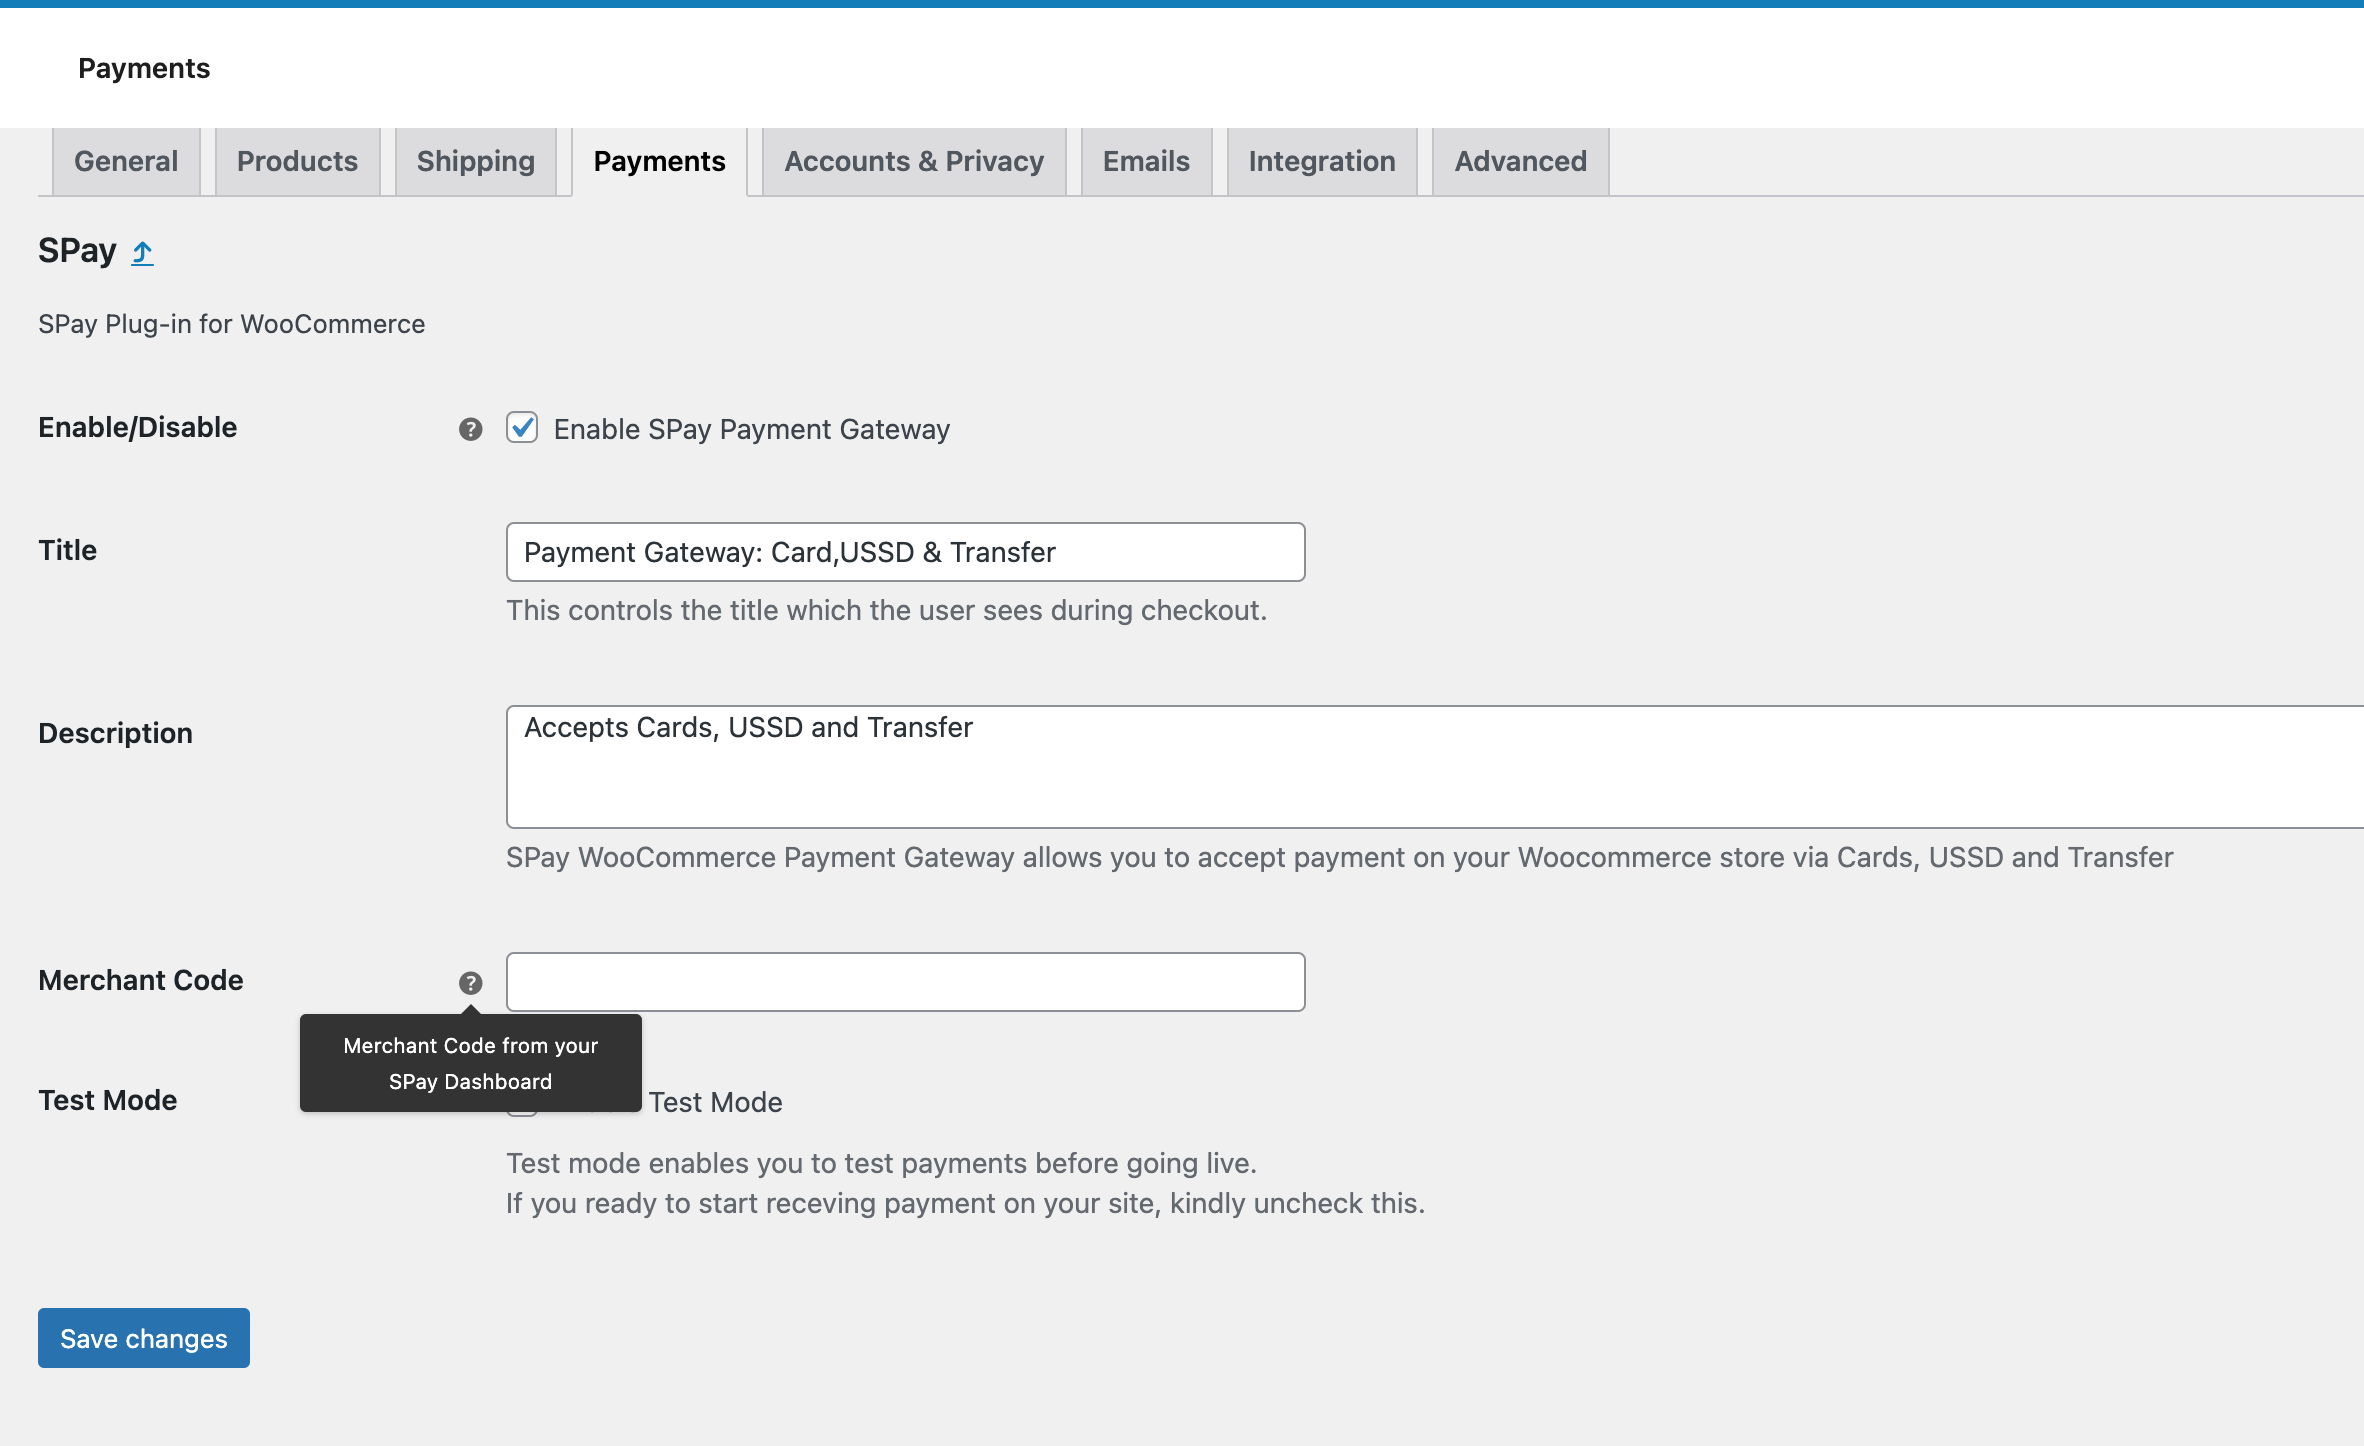 Payments
General Products Shipping Payments Accounts & Privacy Emails Integration Advanced
SPay
SPay Plug-in for WooCommerce
Enable/Disable ? Enable SPay Payment Gateway
Title Payment Gateway: Card,USSD & Transfer
This controls the title which the user sees during checkout.
Description Accepts Cards, USSD and Transfer
SPay WooCommerce Payment Gateway allows you to accept payment on your Woocommerce store via Cards, USSD and Transfer
Merchant Code ?
Merchant Code from your
SPay Dashboard
Test Mode Test Mode
Test mode enables you to test payments before going live.
If you ready to start receving payment on your site, kindly uncheck this.
Save changes